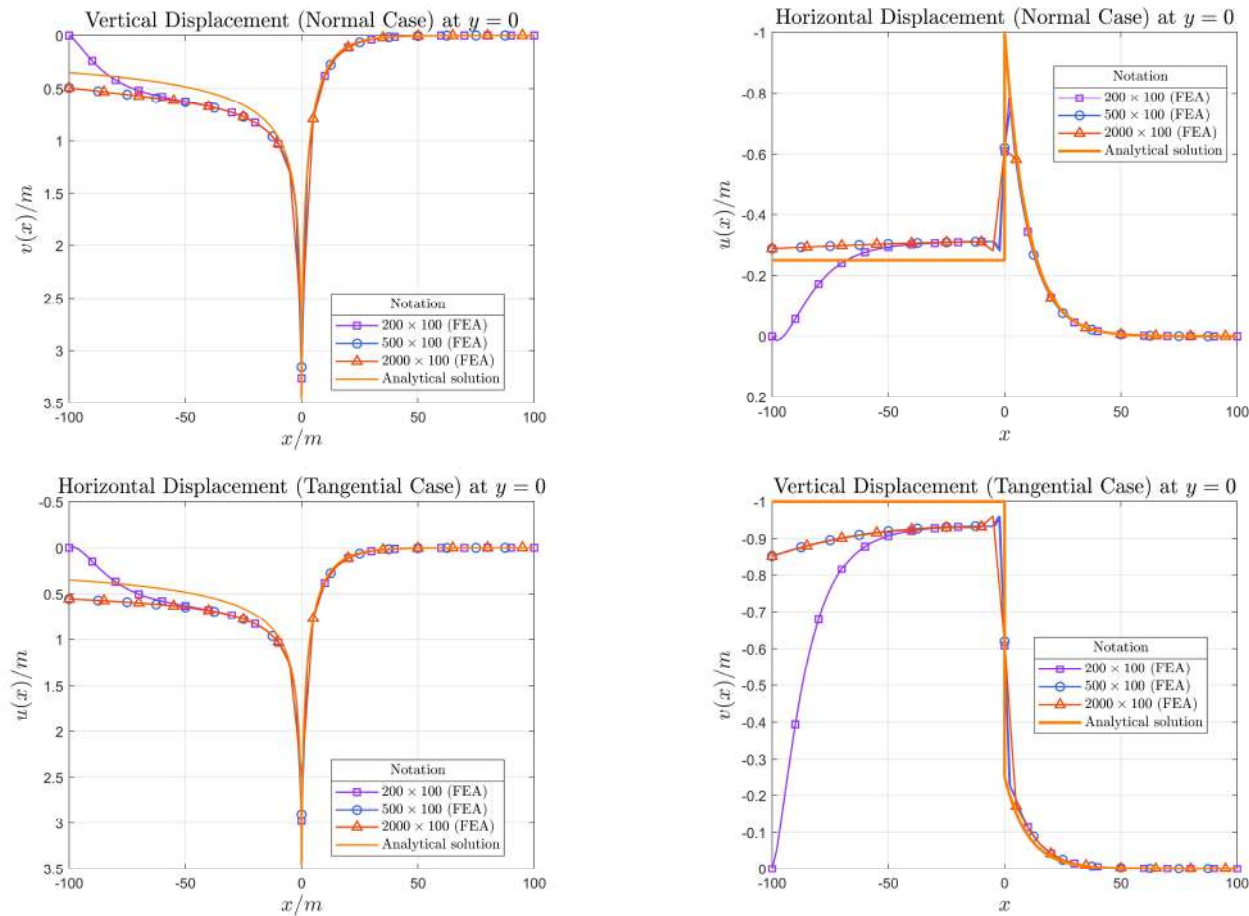 Vertical Displacement (Normal Case) at y = 0
0
0.5
1
1.5
2
2.5
3
3.5
v(x)/m
Notation
200 × 100 (FEA)
500 × 100 (FEA)
2000 × 100 (FEA)
Analytical solution
-100
-50
0
50
100
x/m
Horizontal Displacement (Normal Case) at y = 0
-1
-0.8
-0.6
-0.4
-0.2
0
0.2
u(x)/m
Notation
200 × 100 (FEA)
500 × 100 (FEA)
2000 × 100 (FEA)
Analytical solution
-100
-50
0
50
100
x
Horizontal Displacement (Tangential Case) at y = 0
-0.5
0
0.5
1
1.5
2
2.5
3
3.5
u(x)/m
Notation
200 × 100 (FEA)
500 × 100 (FEA)
2000 × 100 (FEA)
Analytical solution
-100
-50
0
50
100
x/m
Vertical Displacement (Tangential Case) at y = 0
-1
-0.9
-0.8
-0.7
-0.6
-0.5
-0.4
-0.3
-0.2
-0.1
0
v(x)/m
Notation
200 × 100 (FEA)
500 × 100 (FEA)
2000 × 100 (FEA)
Analytical solution
-100
-50
0
50
100
x